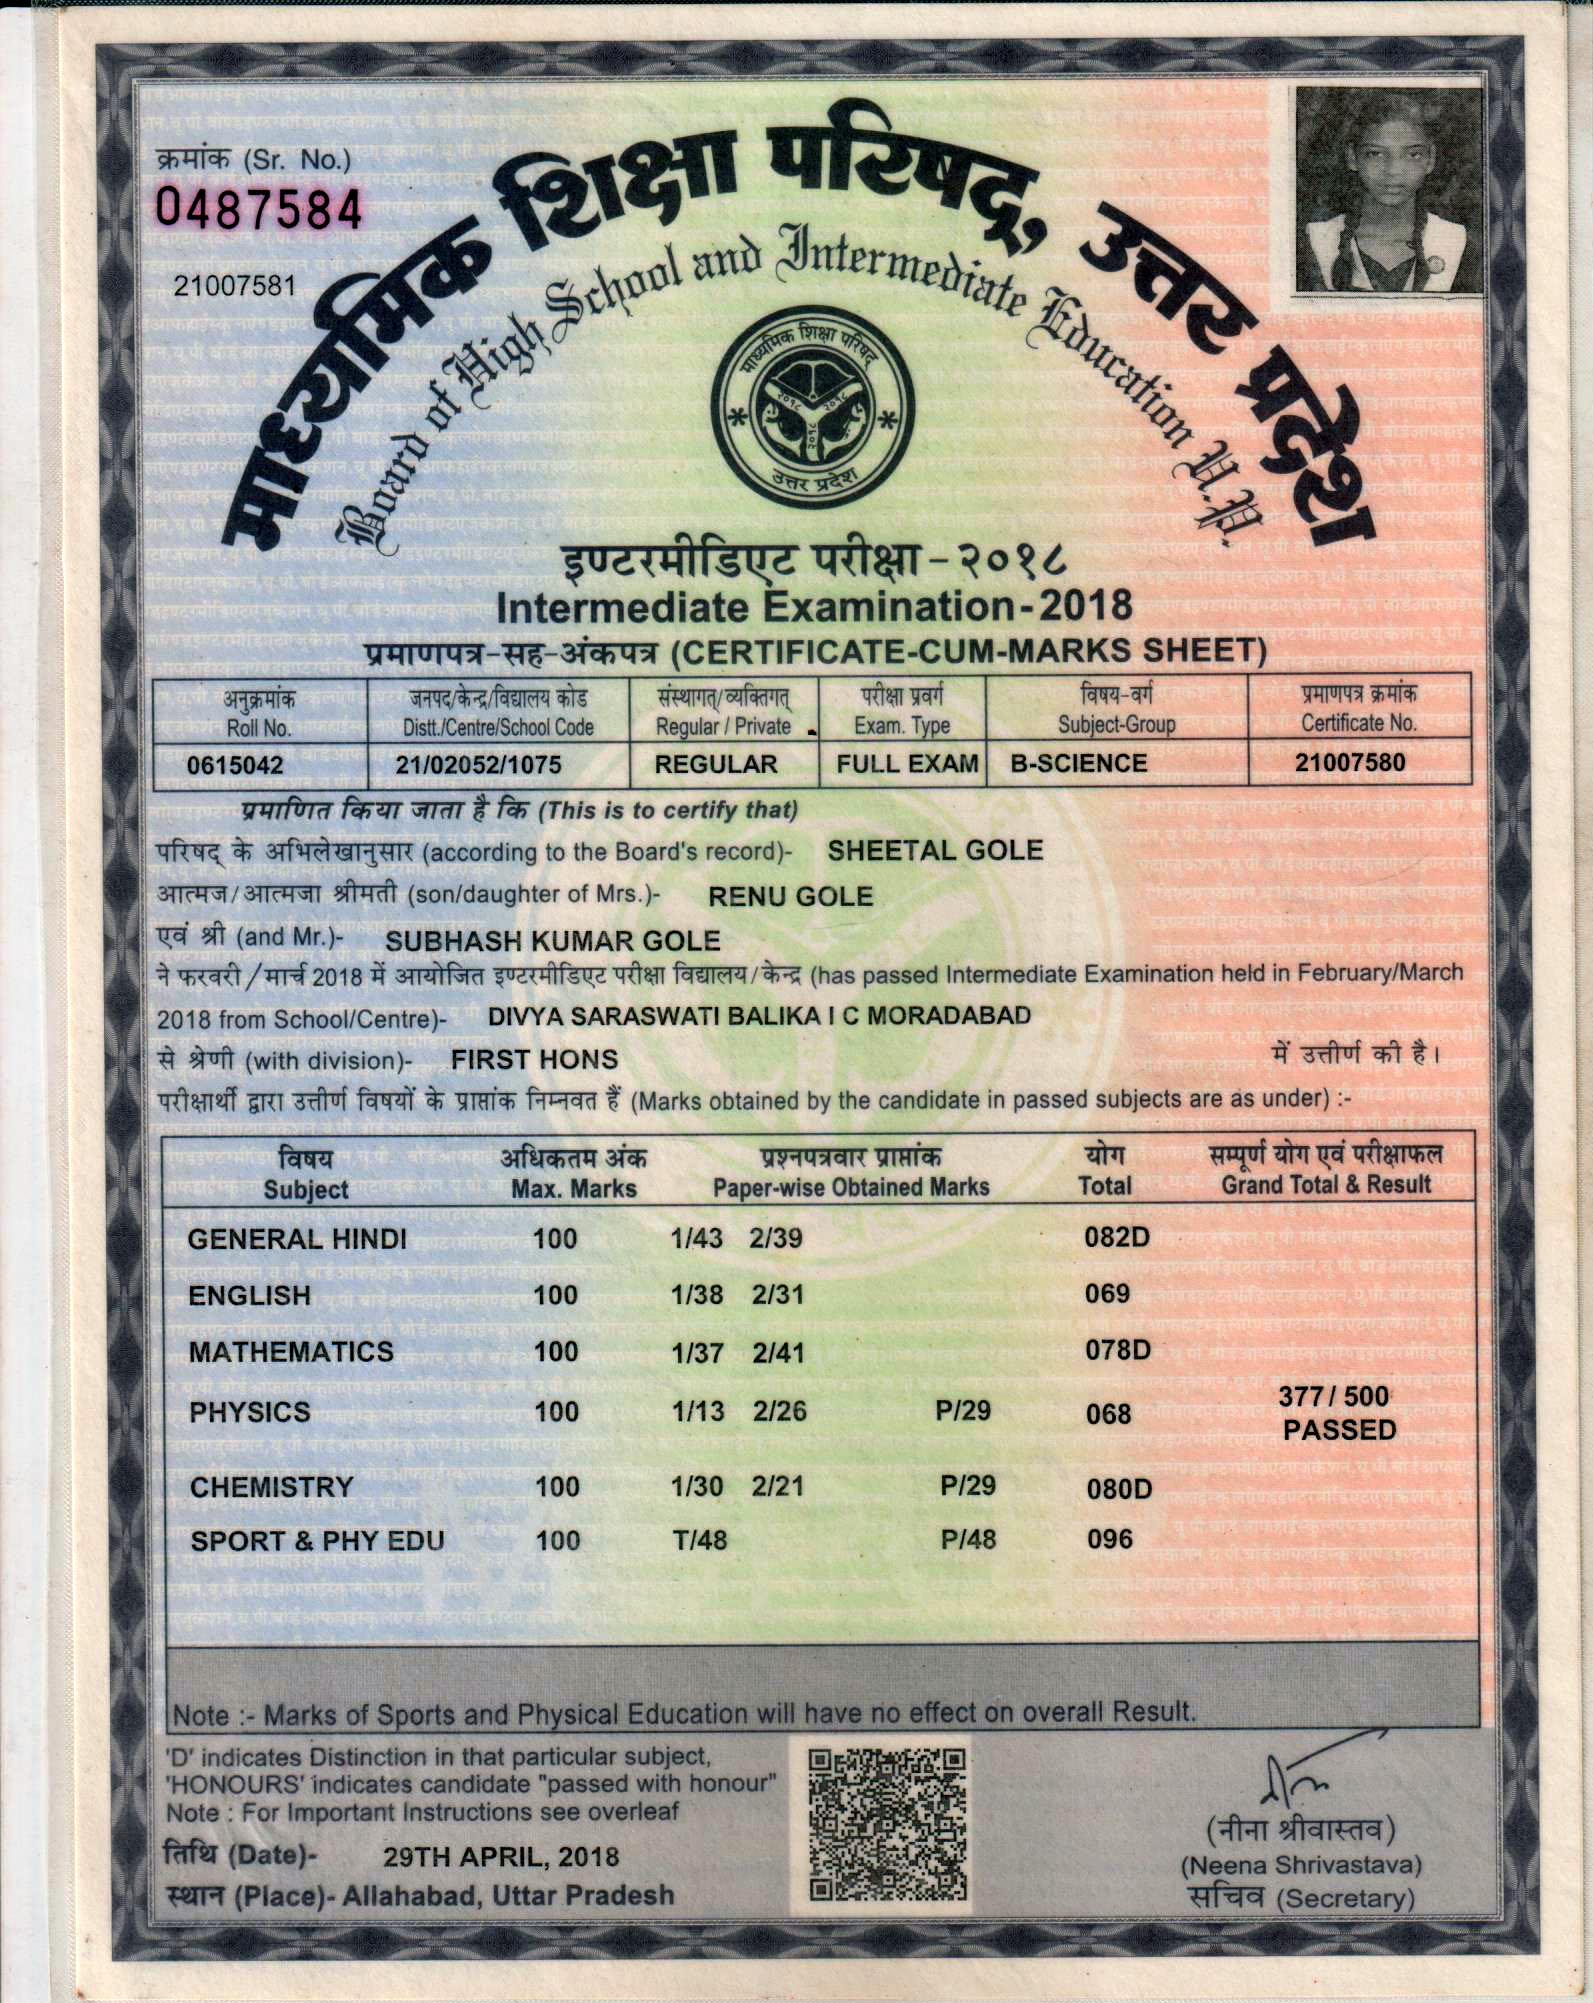 क्रमांक (Sr. No.)
0487584
21007581
माध्यमिक शिक्षा परिषद्, उत्तर प्रदेश
Board of High School and Intermediate Education U.P.
माध्यमिक शिक्षा परिषद्
२०१८ २०१८
२०१८
उत्तर प्रदेश
इण्टरमीडिएट परीक्षा - २०१८
Intermediate Examination - 2018
प्रमाणपत्र-सह-अंकपत्र (CERTIFICATE-CUM-MARKS SHEET)
अनुक्रमांक जनपद/केन्द्र/विद्यालय कोड संस्थागत्/व्यक्तिगत् परीक्षा प्रवर्ग विषय-वर्ग प्रमाणपत्र क्रमांक
Roll No. Distt./Centre/School Code Regular / Private Exam. Type Subject-Group Certificate No.
0615042 21/02052/1075 REGULAR FULL EXAM B-SCIENCE 21007580
प्रमाणित किया जाता है कि (This is to certify that)
परिषद् के अभिलेखानुसार (according to the Board's record)- SHEETAL GOLE
आत्मज/आत्मजा श्रीमती (son/daughter of Mrs.)- RENU GOLE
एवं श्री (and Mr.)- SUBHASH KUMAR GOLE
ने फरवरी/मार्च 2018 में आयोजित इण्टरमीडिएट परीक्षा विद्यालय/केन्द्र (has passed Intermediate Examination held in February/March
2018 from School/Centre)- DIVYA SARASWATI BALIKA I C MORADABAD
से श्रेणी (with division)- FIRST HONS में उत्तीर्ण की है।
परीक्षार्थी द्वारा उत्तीर्ण विषयों के प्राप्तांक निम्नवत हैं (Marks obtained by the candidate in passed subjects are as under) :-
विषय अधिकतम अंक प्रश्नपत्रवार प्राप्तांक योग सम्पूर्ण योग एवं परीक्षाफल
Subject Max. Marks Paper-wise Obtained Marks Total Grand Total & Result
GENERAL HINDI 100 1/43 2/39 082D
ENGLISH 100 1/38 2/31 069
MATHEMATICS 100 1/37 2/41 078D
PHYSICS 100 1/13 2/26 P/29 068 377/ 500
PASSED
CHEMISTRY 100 1/30 2/21 P/29 080D
SPORT & PHY EDU 100 T/48 P/48 096
Note :- Marks of Sports and Physical Education will have no effect on overall Result.
'D' indicates Distinction in that particular subject,
'HONOURS' indicates candidate "passed with honour"
Note : For Important Instructions see overleaf
तिथि (Date)- 29TH APRIL, 2018
स्थान (Place)- Allahabad, Uttar Pradesh
(नीना श्रीवास्तव)
(Neena Shrivastava)
सचिव (Secretary)